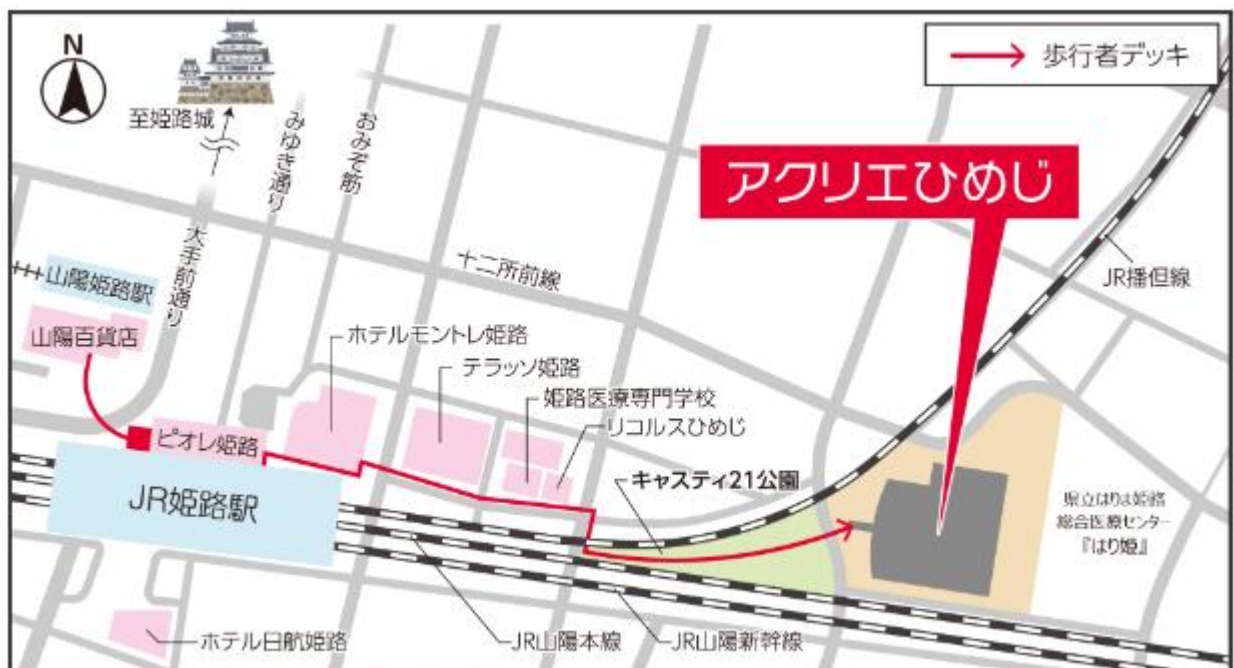 N
歩行者デッキ
至姫路城
みゆき通り
おみぞ筋
アクリエひめじ
大手前通り
十二所前線
JR播但線
山陽姫路駅
山陽百貨店
ホテルモントレ姫路
テラッソ姫路
姫路医療専門学校
リコルスひめじ
ピオレ姫路
キャスティ21公園
JR姫路駅
県立はりま姫路
総合医療センター
『はり姫』
ホテル日航姫路
JR山陽本線
JR山陽新幹線